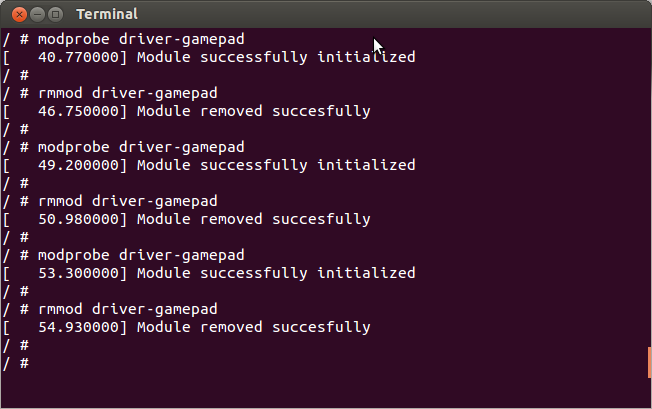 Terminal
/ # modprobe driver-gamepad
[   40.770000] Module successfully initialized
/ #
/ # rmmod driver-gamepad
[   46.750000] Module removed succesfully
/ #
/ # modprobe driver-gamepad
[   49.200000] Module successfully initialized
/ #
/ # rmmod driver-gamepad
[   50.980000] Module removed succesfully
/ #
/ # modprobe driver-gamepad
[   53.300000] Module successfully initialized
/ #
/ # rmmod driver-gamepad
[   54.930000] Module removed succesfully
/ #
/ #